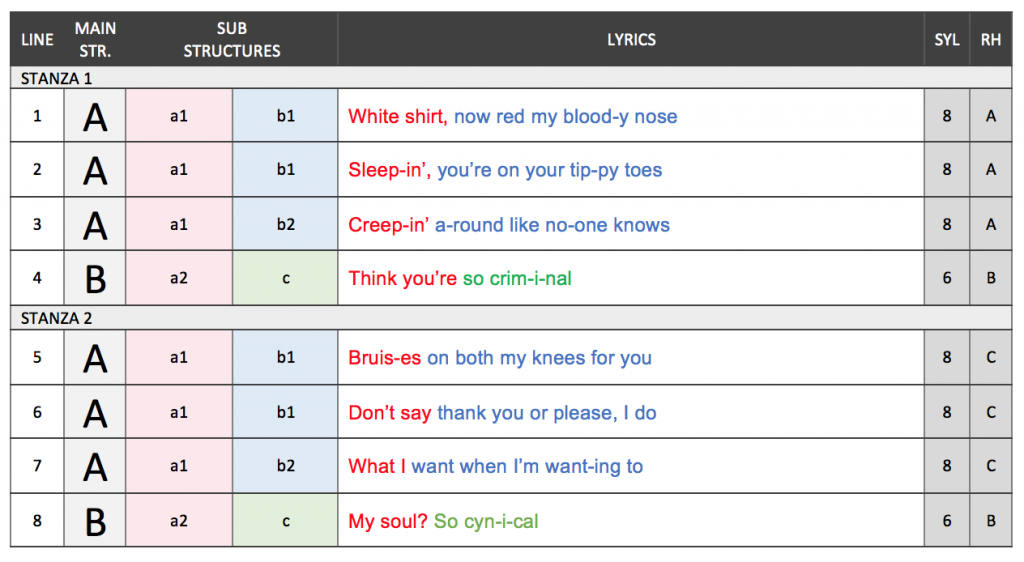 LINE MAIN STR. SUB STRUCTURES LYRICS SYL RH
STANZA 1
1 A a1 b1 White shirt, now red my blood-y nose 8 A
2 A a1 b1 Sleep-in’, you’re on your tip-py toes 8 A
3 A a1 b2 Creep-in’ a-round like no-one knows 8 A
4 B a2 c Think you’re so crim-i-nal 6 B
STANZA 2
5 A a1 b1 Bruis-es on both my knees for you 8 C
6 A a1 b1 Don’t say thank you or please, I do 8 C
7 A a1 b2 What I want when I’m want-ing to 8 C
8 B a2 c My soul? So cyn-i-cal 6 B